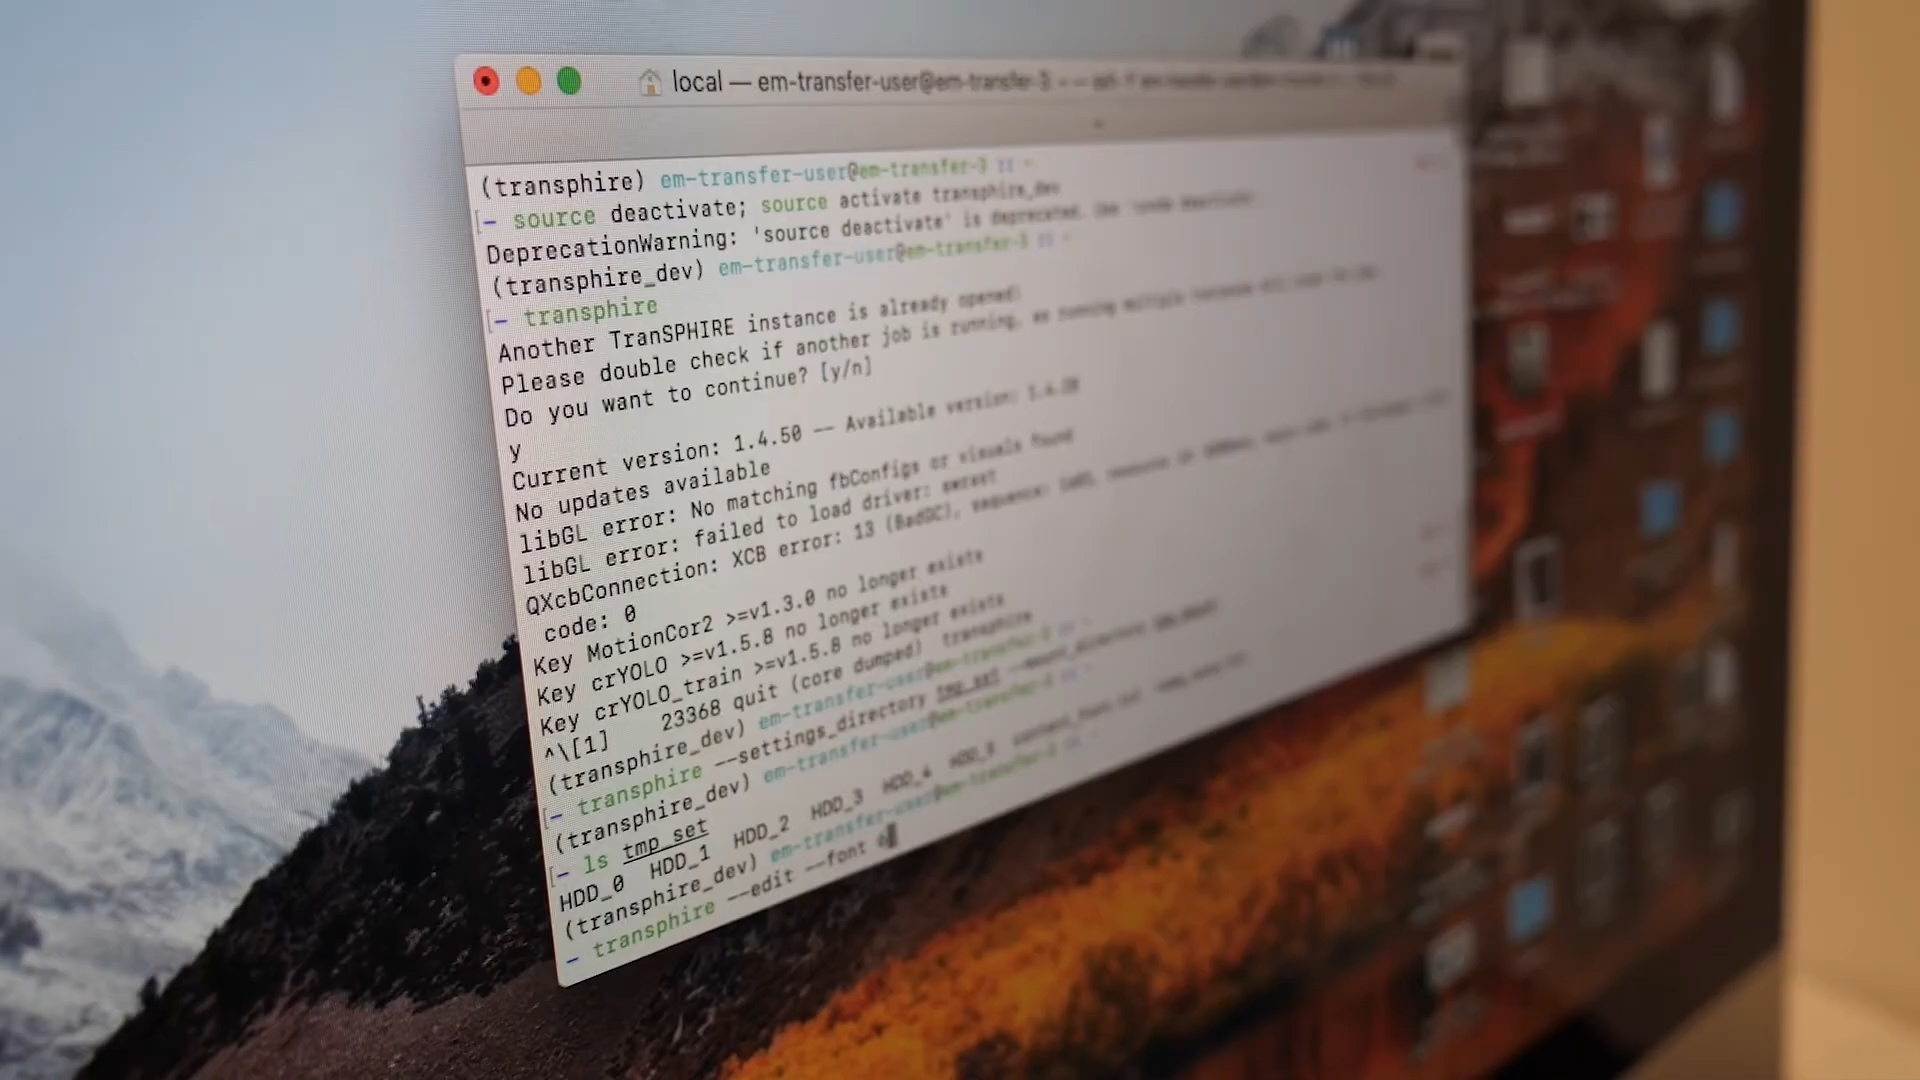 local — em-transfer-user@em-transfer-3
(transphire) em-transfer-user@em-transfer-3 :: ~
[– source deactivate; source activate transphire_dev
DeprecationWarning: 'source deactivate' is deprecated. Use 'conda deactivate'.
(transphire_dev) em-transfer-user@em-transfer-3 :: ~
[– transphire
Another TranSPHIRE instance is already opened!
Please double check if another job is running, running multiple
Do you want to continue? [y/n]
y
Current version: 1.4.50 -- Available version:
No updates available
libGL error: No matching fbConfigs or visuals found
libGL error: failed to load driver: swrast
QXcbConnection: XCB error: 13 (BadGC), sequence:
code: 0
Key MotionCor2 >=v1.3.0 no longer exists
Key crYOLO >=v1.5.8 no longer exists
Key crYOLO_train >=v1.5.8 no longer exists
^\[1]    23368 quit (core dumped)  transphire
(transphire_dev) em-transfer-user@em-transfer-3 :: ~
[– transphire --settings_directory tmp_set
(transphire_dev) em-transfer-user@em-transfer-3 :: ~
[– ls tmp_set
HDD_0  HDD_1  HDD_2  HDD_3  HDD_4  HDD_5
(transphire_dev) em-transfer-user@em-transfer-3 :: ~
– transphire --edit --font